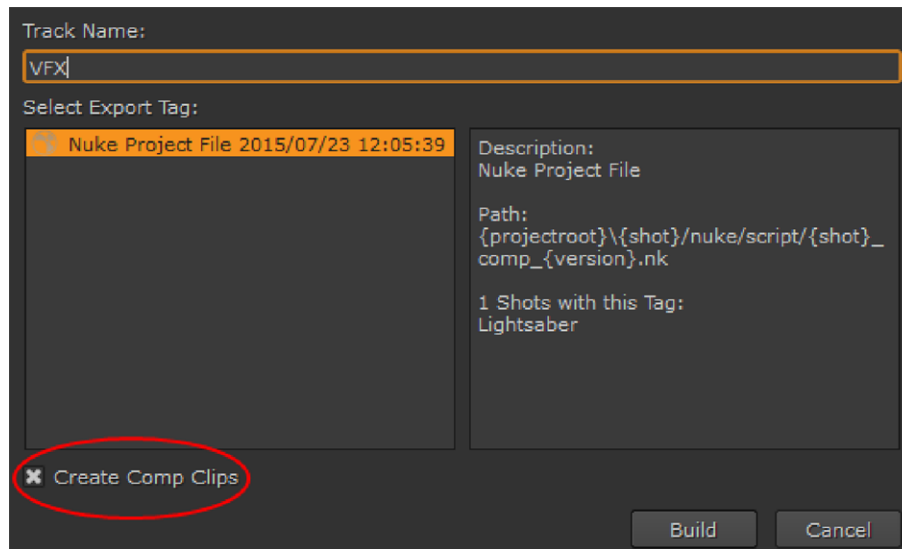 Track Name:
VFX
Select Export Tag:
Nuke Project File 2015/07/23 12:05:39
Description:
Nuke Project File
Path:
{projectroot}\{shot}/nuke/script/{shot}_
comp_{version}.nk
1 Shots with this Tag:
Lightsaber
Create Comp Clips
Build
Cancel